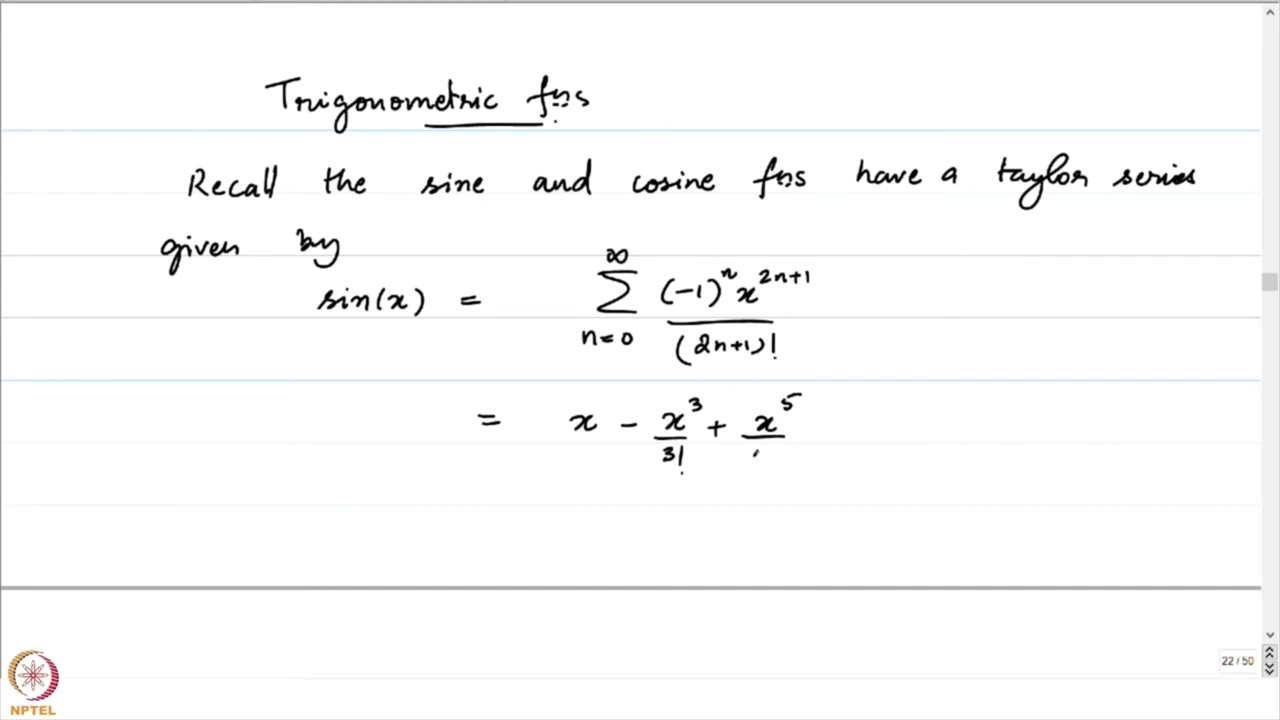 Trigonometric fns
Recall the sine and cosine fns have a taylor series
given by
sin(x) = ∑_{n=0}^{∞} (-1)^n x^{2n+1} / (2n+1)!
= x - x^3/3! + x^5/
22 / 50
NPTEL